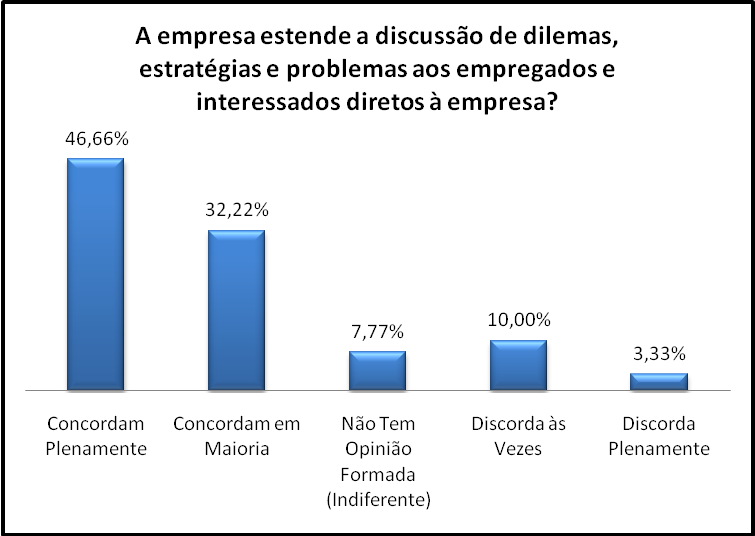 A empresa estende a discussão de dilemas,
estratégias e problemas aos empregados e
interessados diretos à empresa?
46,66%
32,22%
7,77%
10,00%
3,33%
Concordam
Plenamente
Concordam em
Maioria
Não Tem
Opinião
Formada
(Indiferente)
Discorda às
Vezes
Discorda
Plenamente